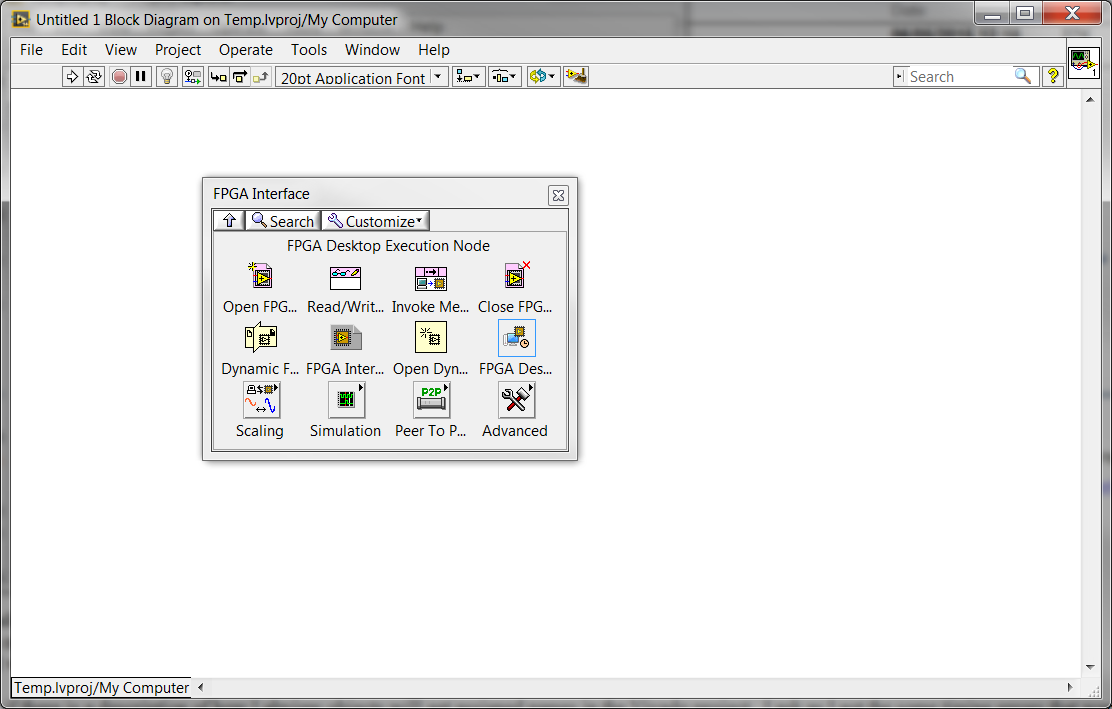 Untitled 1 Block Diagram on Temp.lvproj/My Computer
File Edit View Project Operate Tools Window Help
20pt Application Font Search ? 1
FPGA Interface
Search Customize
FPGA Desktop Execution Node
Open FPG... Read/Writ... Invoke Me... Close FPG...
Dynamic F... FPGA Inter... Open Dyn... FPGA Des...
P2P
Scaling Simulation Peer To P... Advanced
Temp.lvproj/My Computer